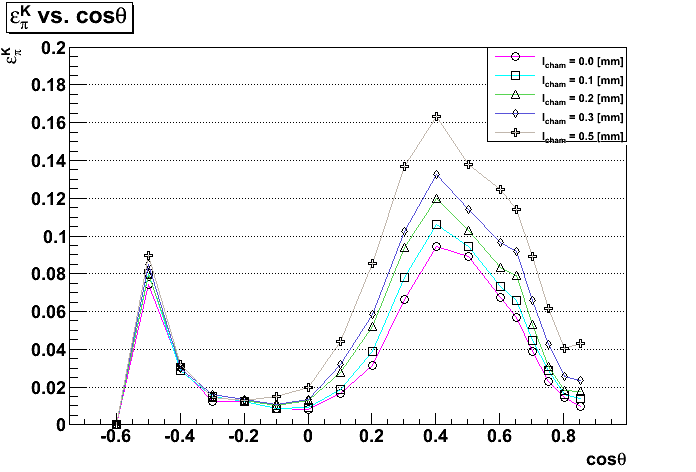 ε_π^K vs. cosθ
ε_π^K
0.2
0.18
0.16
0.14
0.12
0.1
0.08
0.06
0.04
0.02
0
l_cham = 0.0 [mm]
l_cham = 0.1 [mm]
l_cham = 0.2 [mm]
l_cham = 0.3 [mm]
l_cham = 0.5 [mm]
-0.6 -0.4 -0.2 0 0.2 0.4 0.6 0.8
cosθ